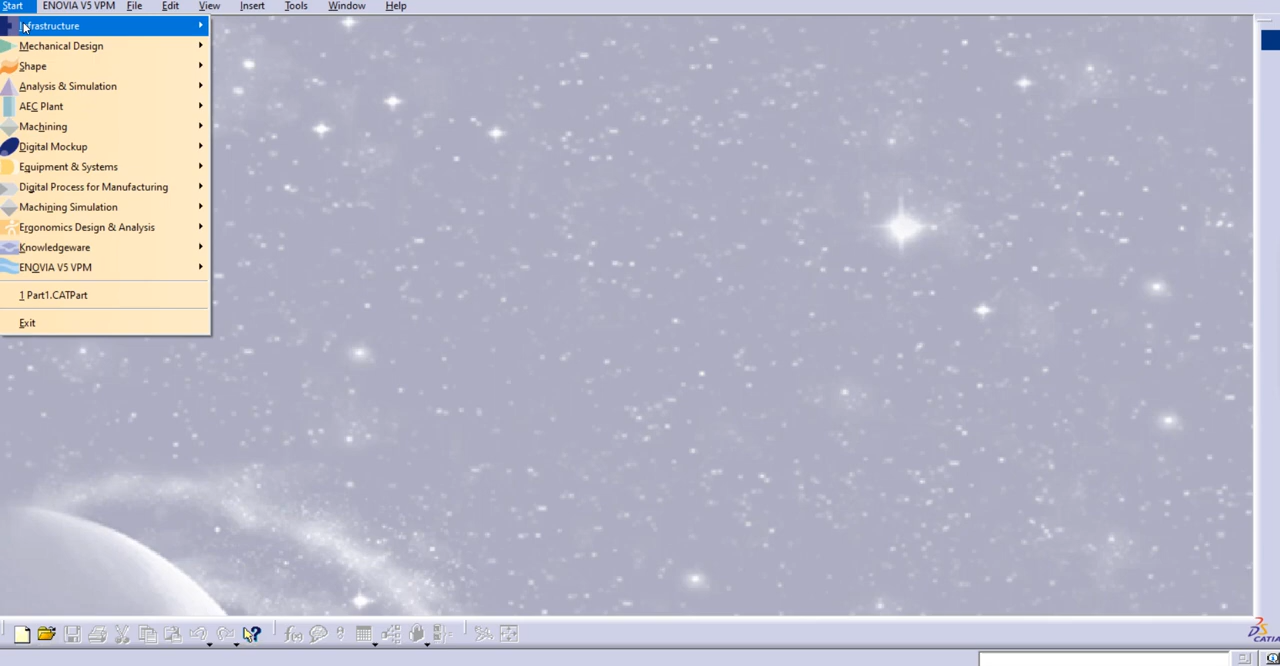 Start ENOVIA V5 VPM File Edit View Insert Tools Window Help
Infrastructure
Mechanical Design
Shape
Analysis & Simulation
AEC Plant
Machining
Digital Mockup
Equipment & Systems
Digital Process for Manufacturing
Machining Simulation
Ergonomics Design & Analysis
Knowledgeware
ENOVIA V5 VPM
1 Part1.CATPart
Exit
CATIA